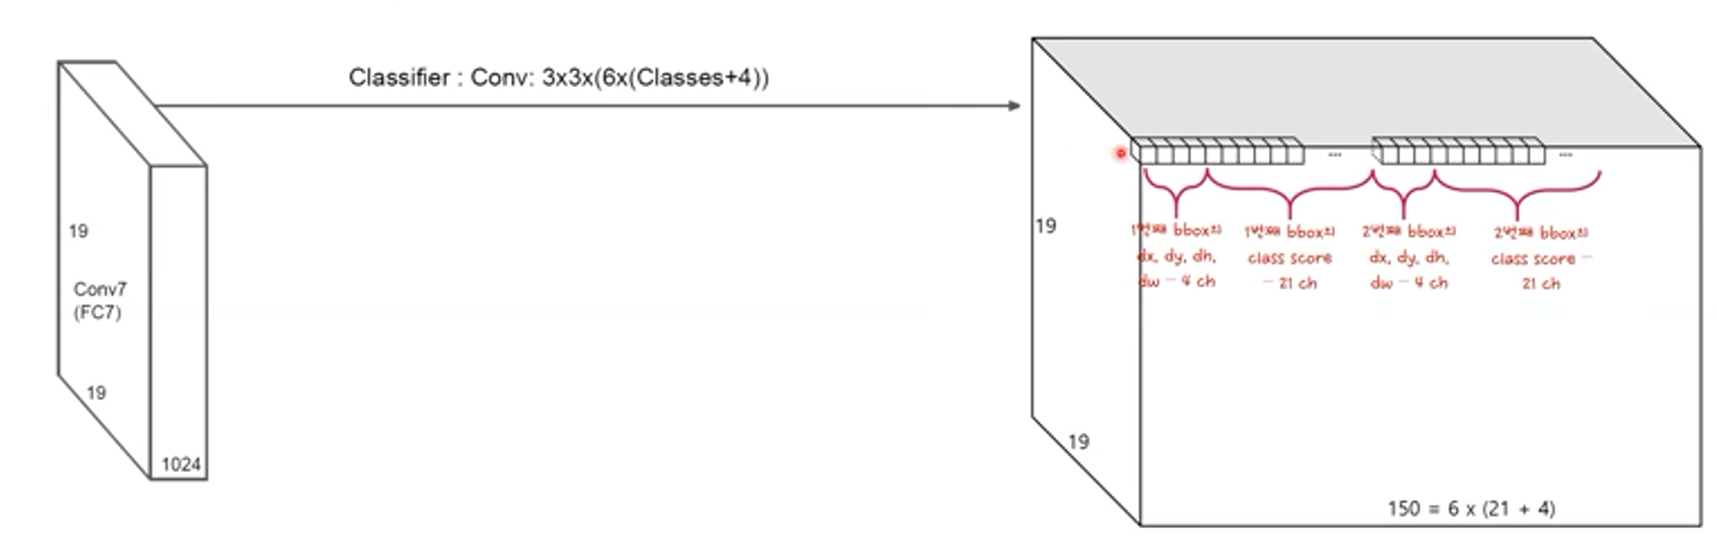 Classifier : Conv: 3x3x(6x(Classes+4))
19
Conv7
(FC7)
19
1024
19
19
...
...
1번째 bbox의
dx, dy, dh,
dw - 4 ch
1번째 bbox의
class score
- 21 ch
2번째 bbox의
dx, dy, dh,
dw - 4 ch
2번째 bbox의
class score -
21 ch
150 = 6 x (21 + 4)